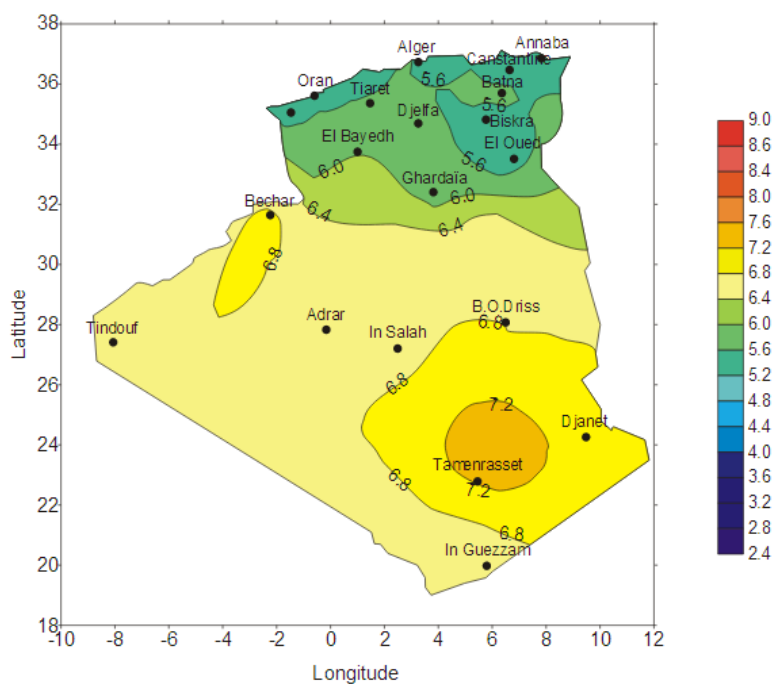 38
36
34
32
30
28
26
24
22
20
18
Latitude
-10 -8 -6 -4 -2 0 2 4 6 8 10 12
Longitude
Alger
Annaba
Canstantine
Oran
5.6
Batna
Tiaret
5.6
Djelfa
Biskra
El Bayedh
El Oued
5.6
6.0
Ghardaïa
6.0
Bechar
6.4
6.4
6.8
B.O.Driss
6.8
Adrar
Tindouf
In Salah
6.8
7.2
Djanet
Tamenrasset
7.2
6.8
6.8
In Guezzam
9.0
8.8
8.4
8.0
7.6
7.2
6.8
6.4
6.0
5.6
5.2
4.8
4.4
4.0
3.6
3.2
2.8
2.4